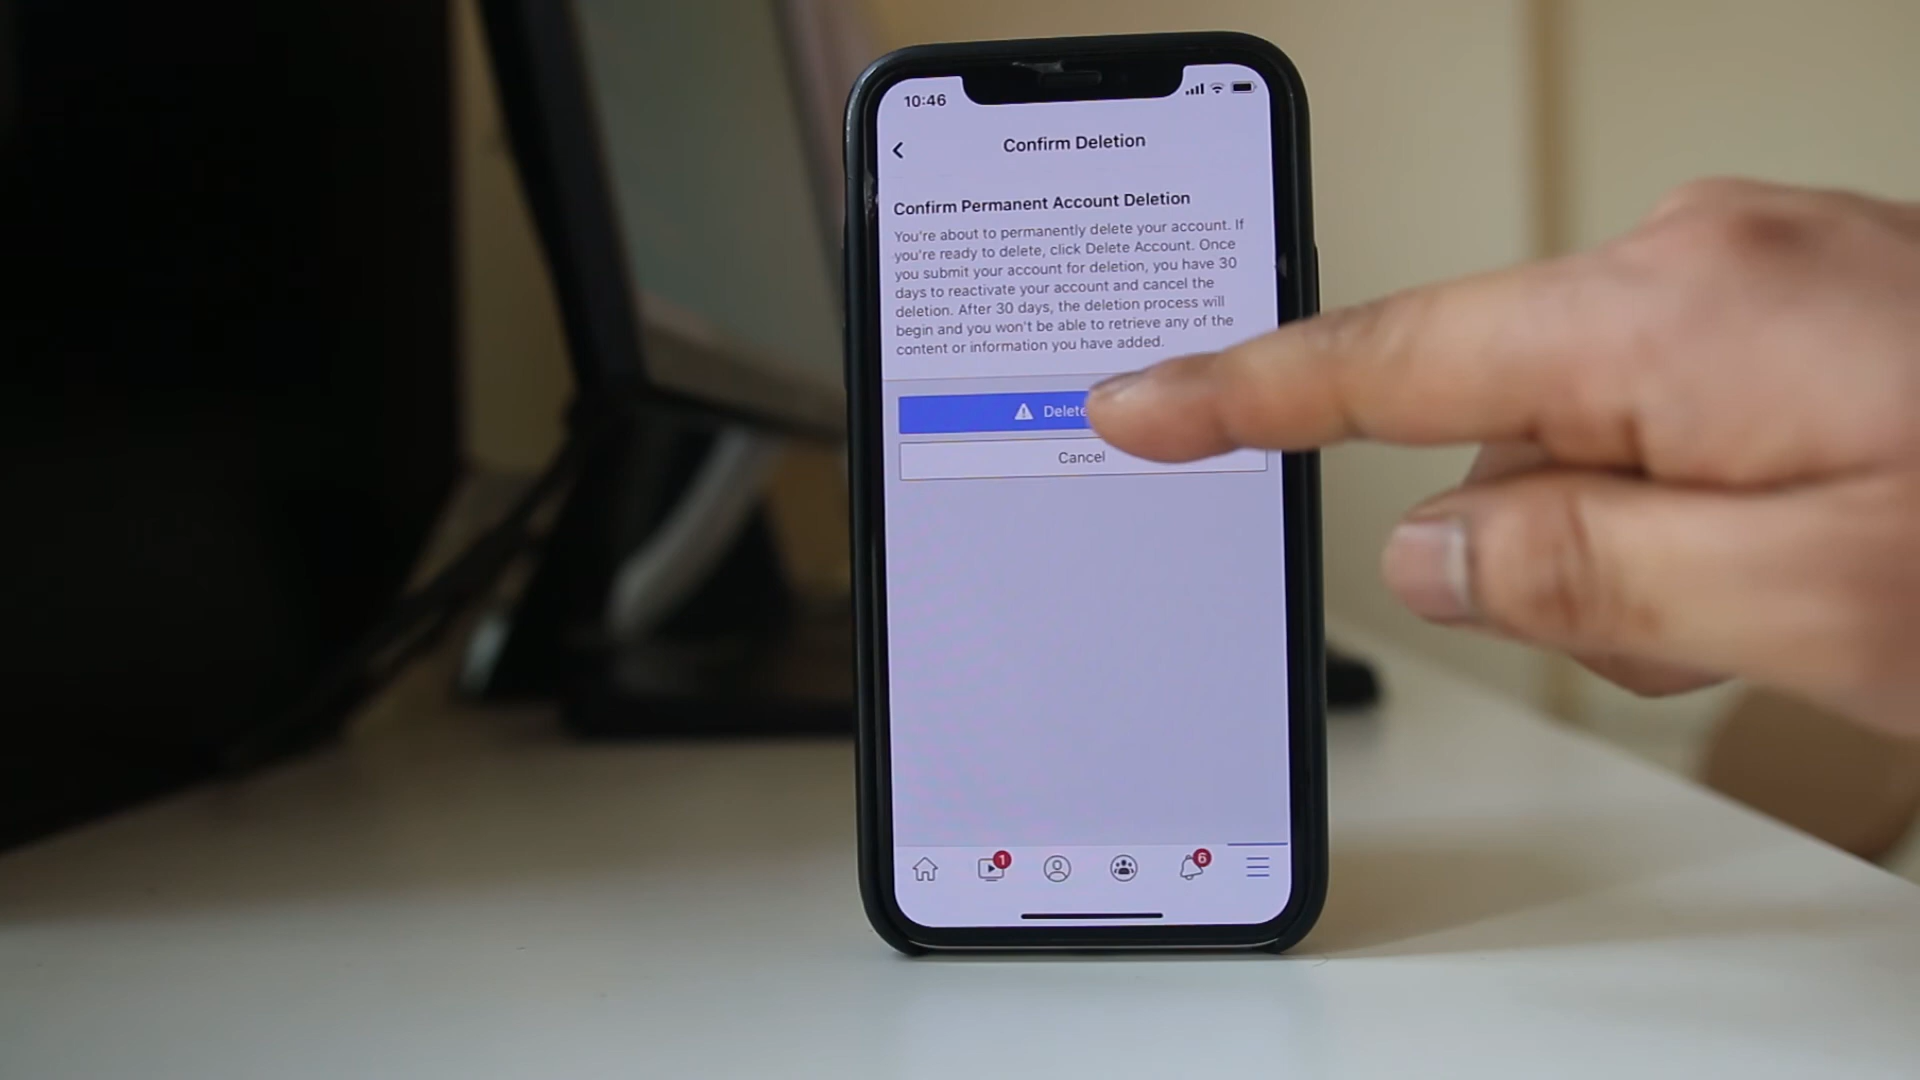 10:46
Confirm Deletion
Confirm Permanent Account Deletion
You're about to permanently delete your account. If
you're ready to delete, click Delete Account. Once
you submit your account for deletion, you have 30
days to reactivate your account and cancel the
deletion. After 30 days, the deletion process will
begin and you won't be able to retrieve any of the
content or information you have added.
Delete
Cancel
1
6